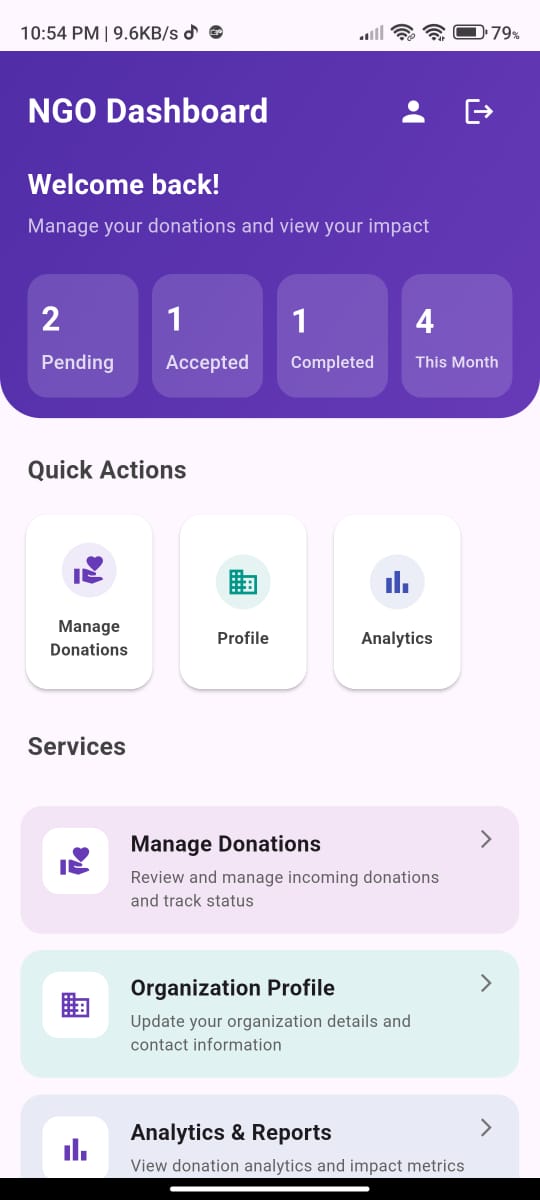 10:54 PM | 9.6KB/s
79%
NGO Dashboard
Welcome back!
Manage your donations and view your impact
2
Pending
1
Accepted
1
Completed
4
This Month
Quick Actions
Manage
Donations
Profile
Analytics
Services
Manage Donations
Review and manage incoming donations
and track status
Organization Profile
Update your organization details and
contact information
Analytics & Reports
View donation analytics and impact metrics